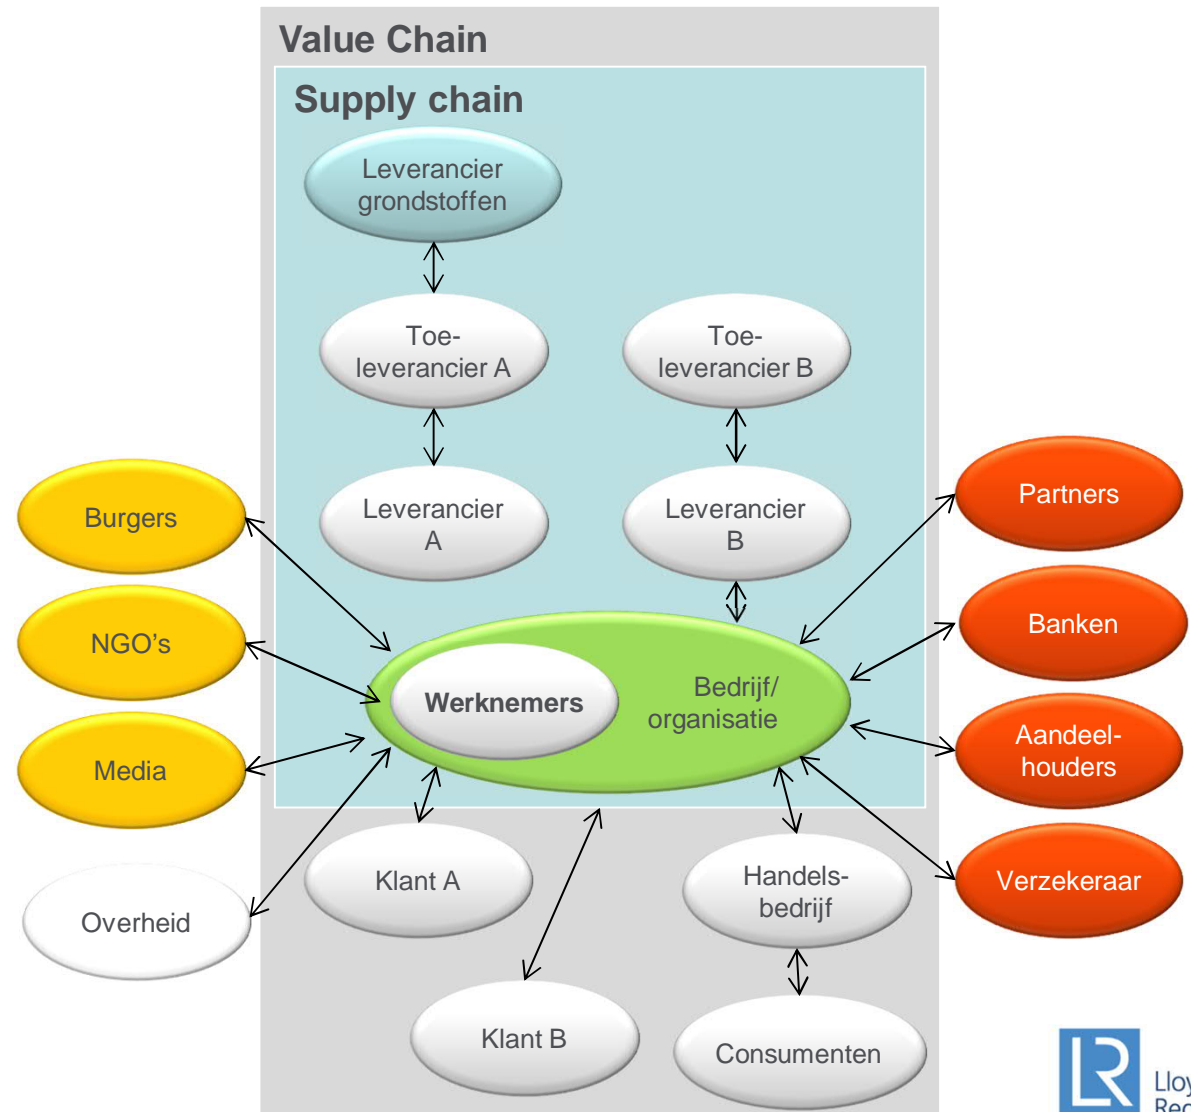 Value Chain
Supply chain
Leverancier
grondstoffen
Toe-
leverancier A
Toe-
leverancier B
Leverancier
A
Leverancier
B
Burgers
NGO's
Media
Overheid
Werknemers
Bedrijf/
organisatie
Partners
Banken
Aandeel-
houders
Verzekeraar
Klant A
Handels-
bedrijf
Klant B
Consumenten
LR